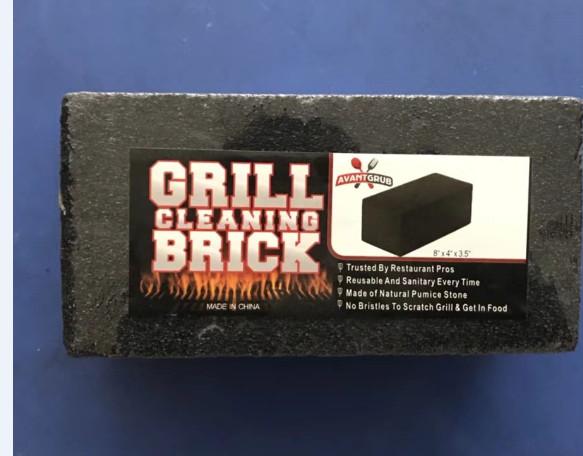 GRILL
CLEANING
BRICK
MADE IN CHINA
AVANTGRUB
8" x 4" x 3.5"
Trusted By Restaurant Pros
Reusable And Sanitary Every Time
Made of Natural Pumice Stone
No Bristles To Scratch Grill & Get In Food